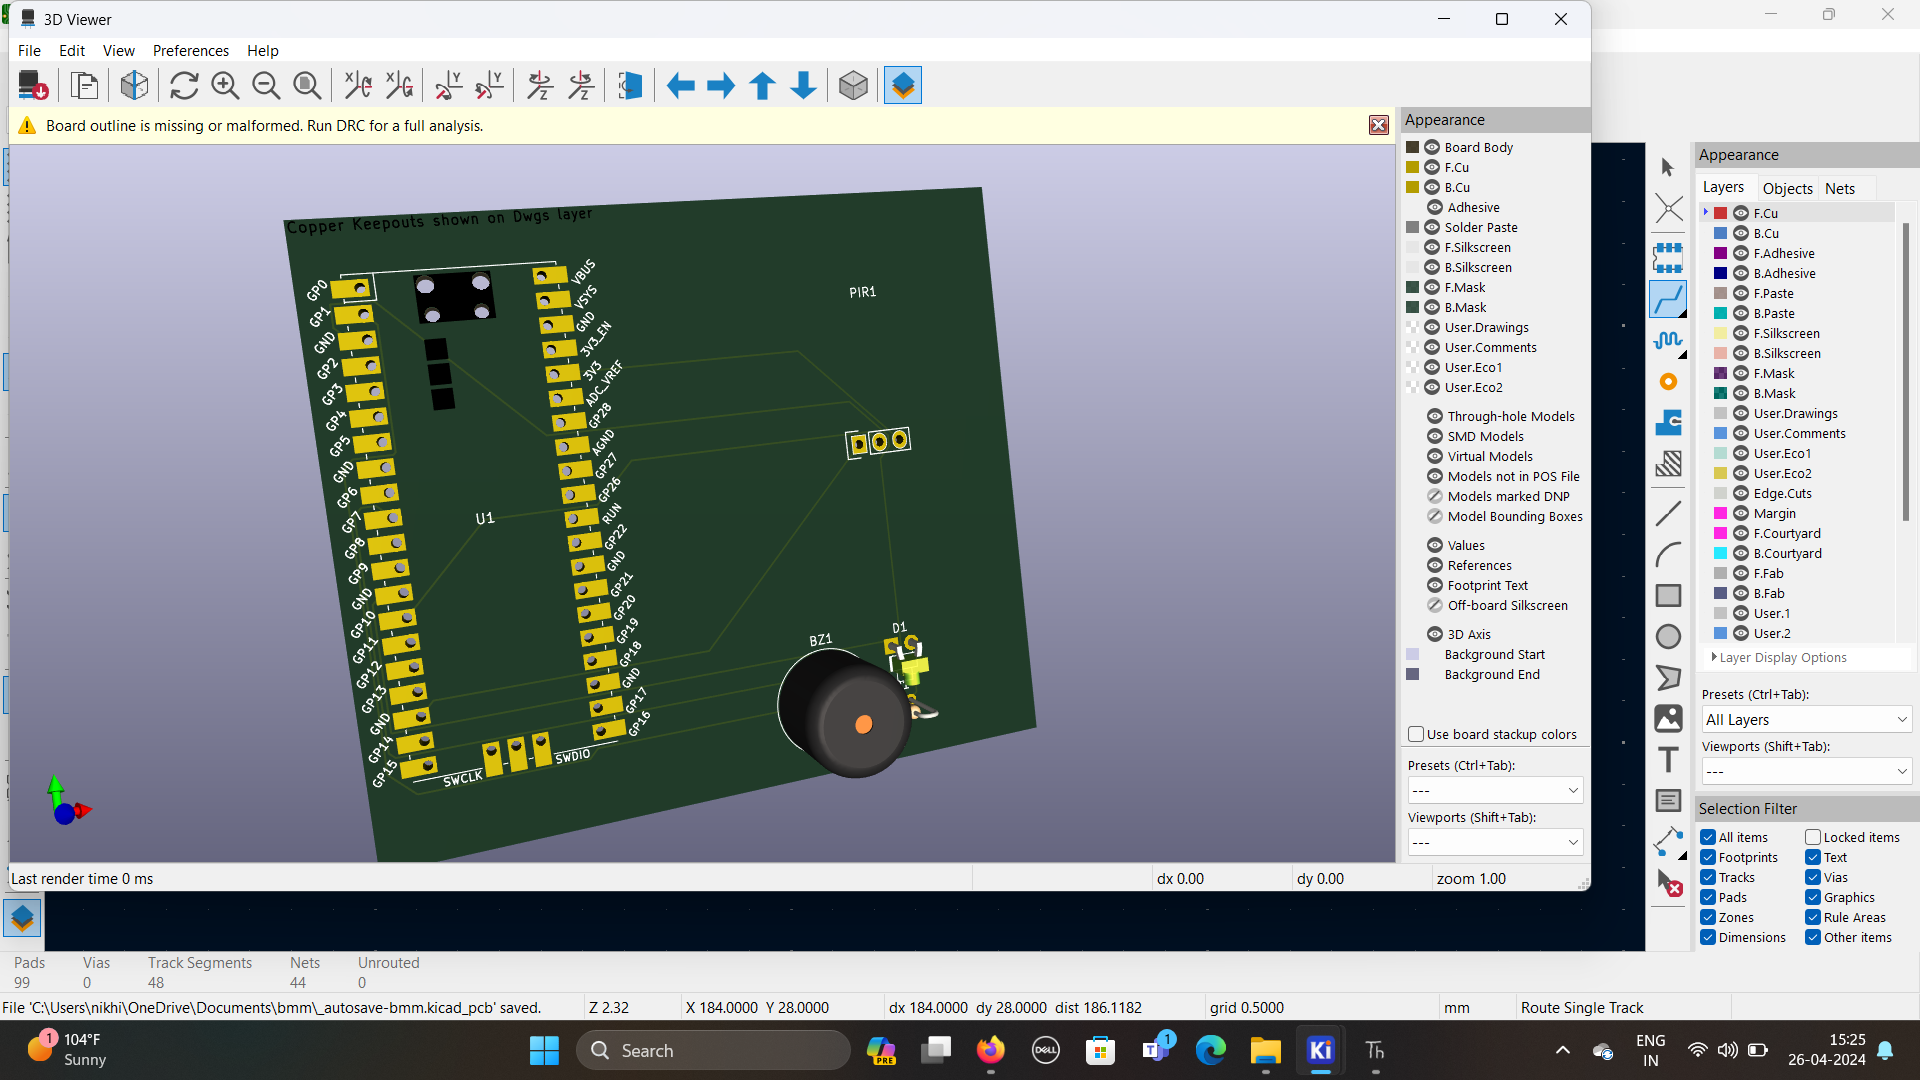 3D Viewer
File Edit View Preferences Help
Board outline is missing or malformed. Run DRC for a full analysis.
Copper Keepouts shown on Dwgs layer
GP0
GP1
GND
GP2
GP3
GP4
GP5
GND
GP6
GP7
GP8
GP9
GND
GP10
GP11
GP12
GP13
GND
GP14
GP15
VBUS
VSYS
GND
3V3_EN
3V3
ADC_VREF
GP28
AGND
GP27
GP26
RUN
GP22
GND
GP21
GP20
GP19
GP18
GND
GP17
GP16
U1
SWCLK
SWDIO
PIR1
BZ1
D1
Appearance
Board Body
F.Cu
B.Cu
Adhesive
Solder Paste
F.Silkscreen
B.Silkscreen
F.Mask
B.Mask
User.Drawings
User.Comments
User.Eco1
User.Eco2
Through-hole Models
SMD Models
Virtual Models
Models not in POS File
Models marked DNP
Model Bounding Boxes
Values
References
Footprint Text
Off-board Silkscreen
3D Axis
Background Start
Background End
Use board stackup colors
Presets (Ctrl+Tab):
---
Viewports (Shift+Tab):
---
Last render time 0 ms
dx 0.00
dy 0.00
zoom 1.00
Appearance
Layers Objects Nets
F.Cu
B.Cu
F.Adhesive
B.Adhesive
F.Paste
B.Paste
F.Silkscreen
B.Silkscreen
F.Mask
B.Mask
User.Drawings
User.Comments
User.Eco1
User.Eco2
Edge.Cuts
Margin
F.Courtyard
B.Courtyard
F.Fab
B.Fab
User.1
User.2
Layer Display Options
Presets (Ctrl+Tab):
All Layers
Viewports (Shift+Tab):
---
Selection Filter
All items Locked items
Footprints Text
Tracks Vias
Pads Graphics
Zones Rule Areas
Dimensions Other items
Pads Vias Track Segments Nets Unrouted
99 0 48 44 0
File 'C:\Users\nikhi\OneDrive\Documents\bmm\_autosave-bmm.kicad_pcb' saved.
Z 2.32
X 184.0000 Y 28.0000
dx 184.0000 dy 28.0000 dist 186.1182
grid 0.5000
mm
Route Single Track
1
104°F
Sunny
Search
PRE
DELL
1
Ki
Th
ENG
IN
15:25
26-04-2024